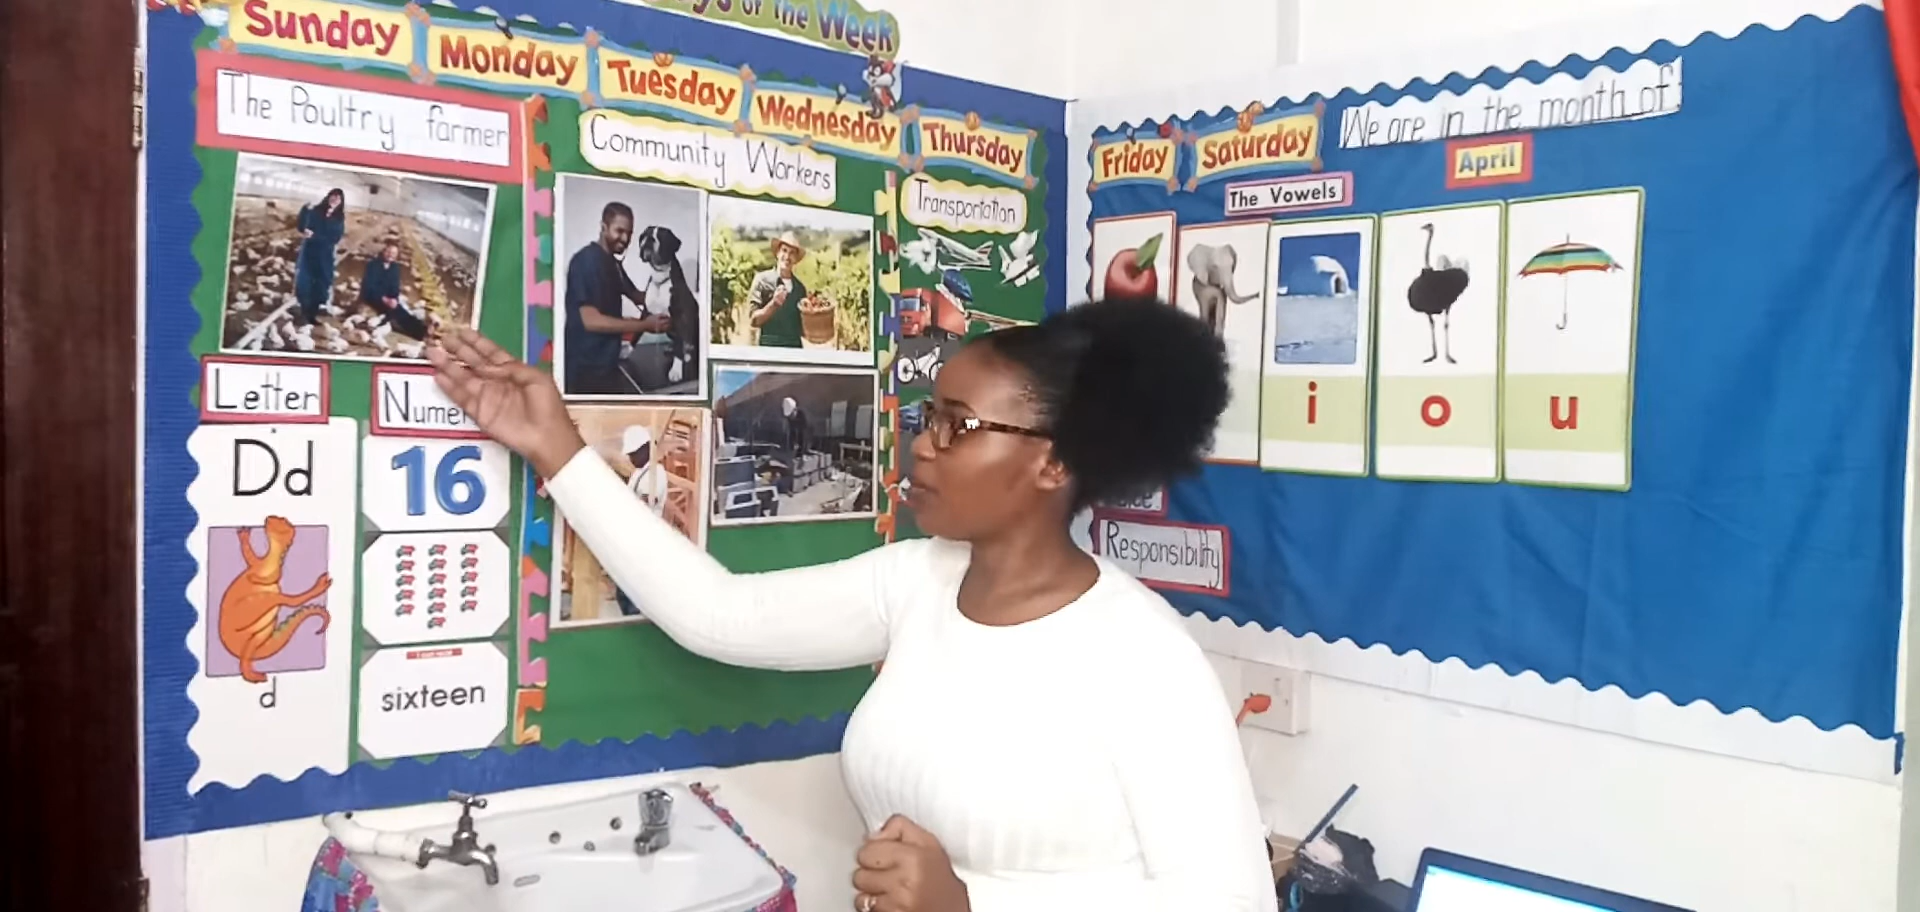 of the Week
Sunday
Monday
Tuesday
Wednesday
Thursday
Friday
Saturday
The Poultry farmer
Community Workers
Transportation
We are in the month of
April
The Vowels
Letter
Dd
d
16
sixteen
i
o
u
Responsibility